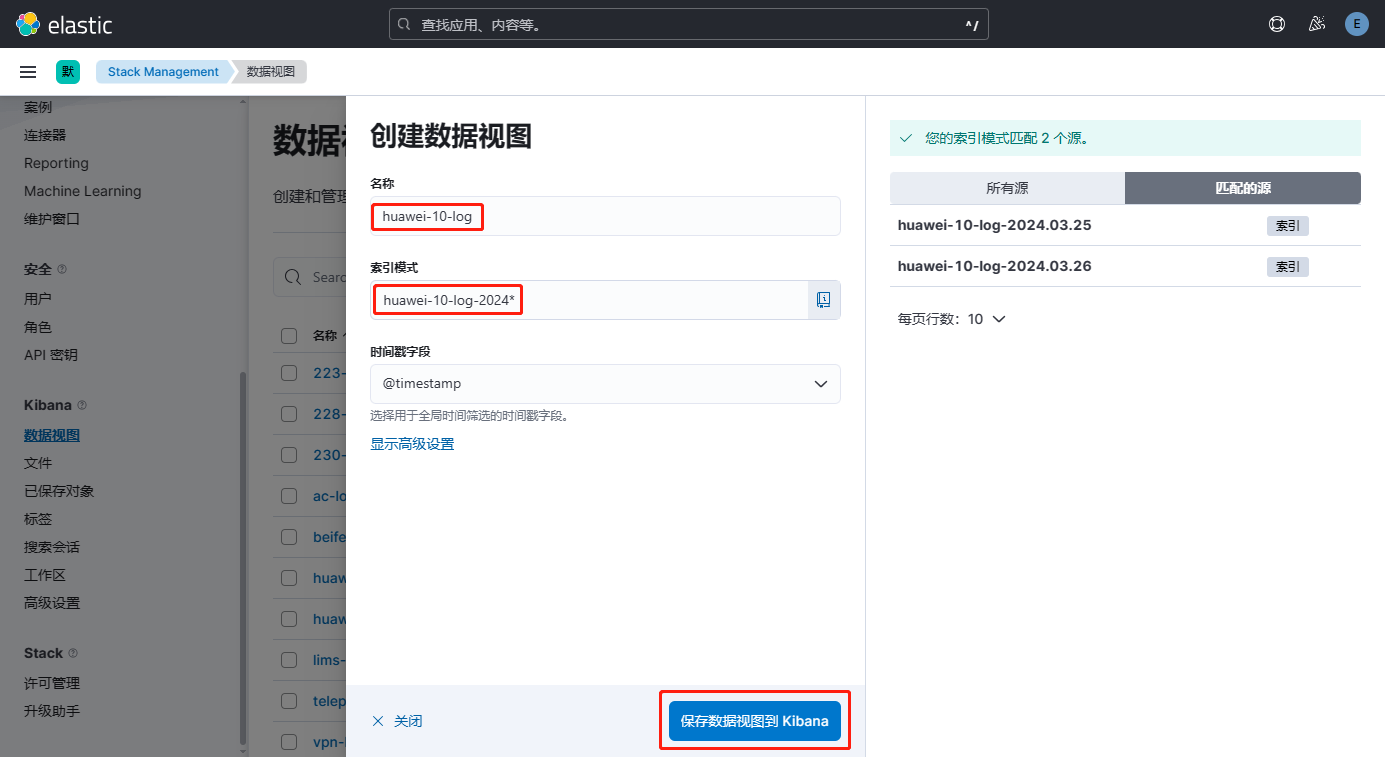 elastic
查找应用、内容等。
^/
E
默
Stack Management
数据视图
案例
连接器
Reporting
Machine Learning
维护窗口
安全
用户
角色
API 密钥
Kibana
数据视图
文件
已保存对象
标签
搜索会话
工作区
高级设置
Stack
许可管理
升级助手
数据
创建和管理
Searc
名称
223-
228-
230-
ac-lo
beife
huaw
huaw
lims-
telep
vpn-
创建数据视图
名称
huawei-10-log
索引模式
huawei-10-log-2024*
时间戳字段
@timestamp
选择用于全局时间筛选的时间戳字段。
显示高级设置
关闭
保存数据视图到 Kibana
您的索引模式匹配 2 个源。
所有源
匹配的源
huawei-10-log-2024.03.25
索引
huawei-10-log-2024.03.26
索引
每页行数: 10